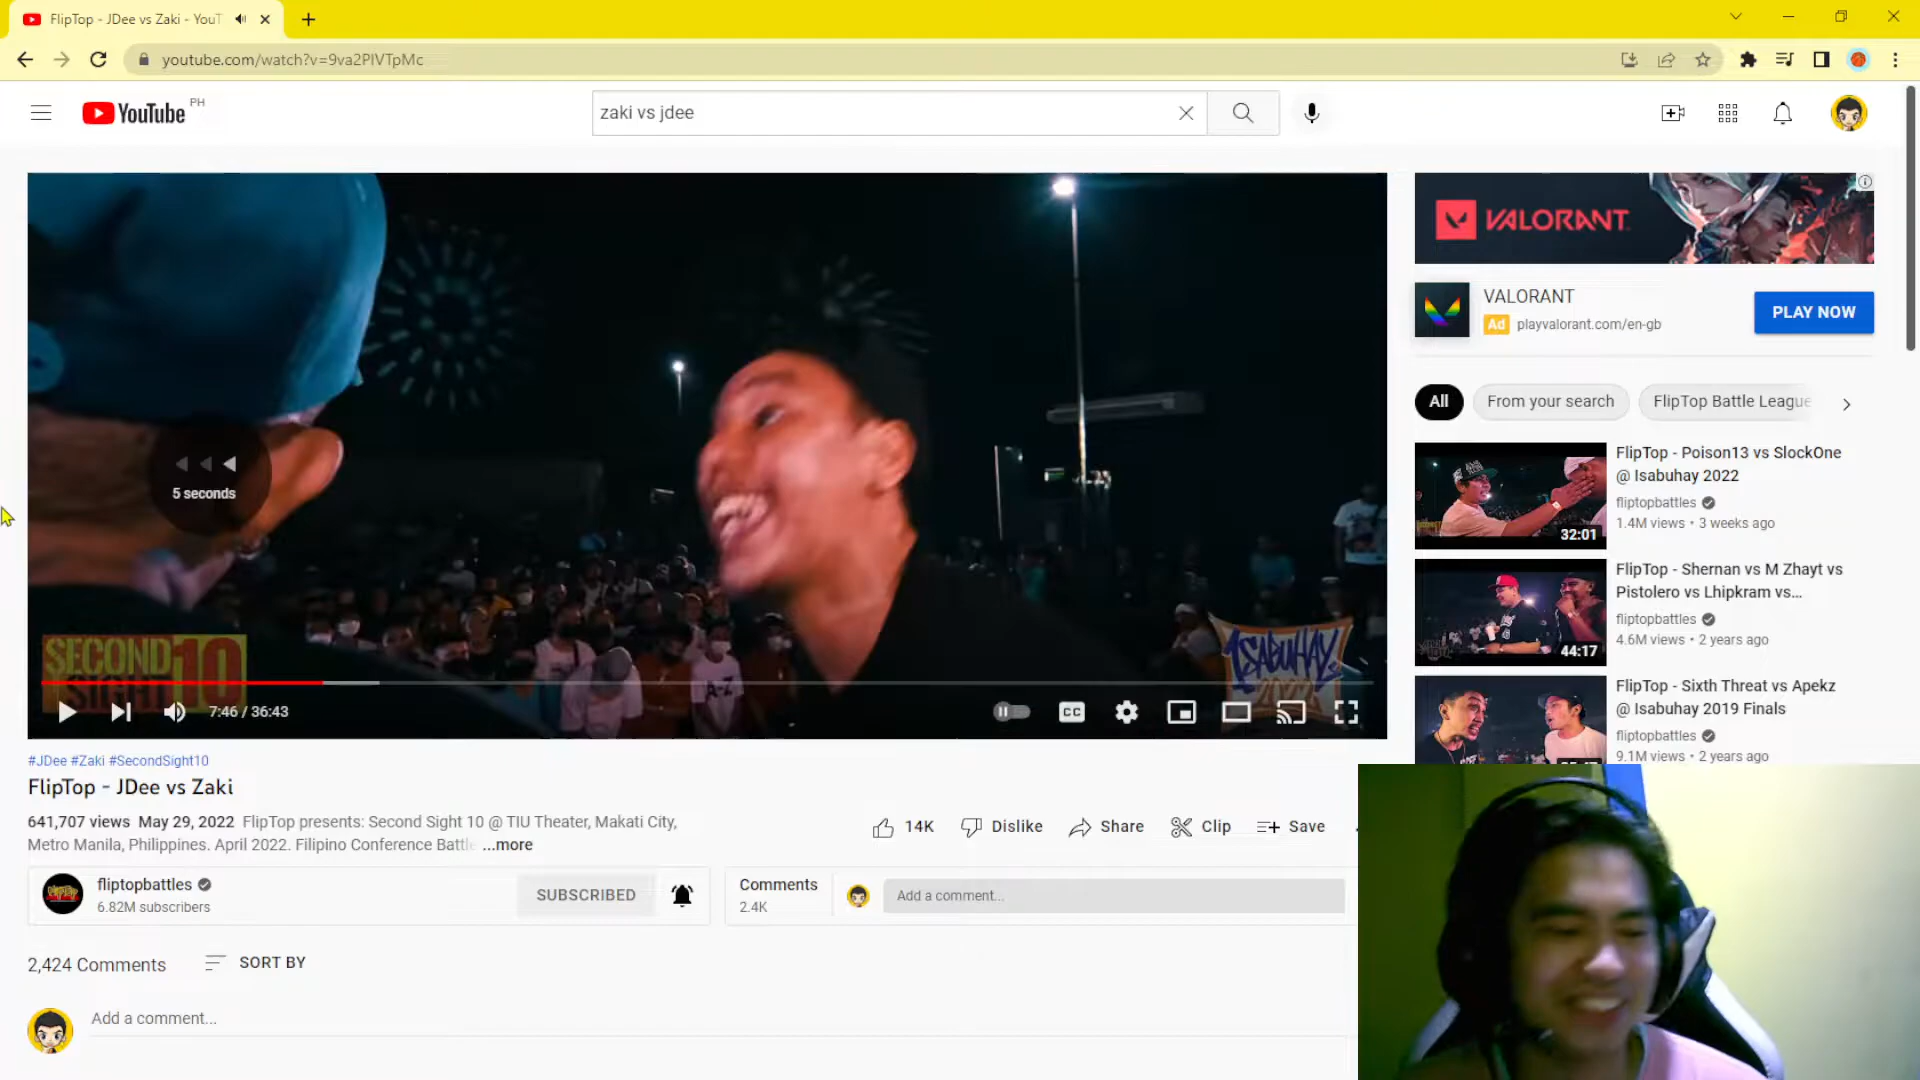 FlipTop - JDee vs Zaki - YouT
youtube.com/watch?v=9va2PIVTpMc
YouTube PH
zaki vs jdee
5 seconds
SECOND
SIGHT 10
ISABUHAY
A-Z
7:46 / 36:43
CC
#JDee #Zaki #SecondSight10
FlipTop - JDee vs Zaki
641,707 views May 29, 2022 FlipTop presents: Second Sight 10 @ TIU Theater, Makati City,
Metro Manila, Philippines. April 2022. Filipino Conference Battle ...more
14K Dislike Share Clip Save
fliptopbattles
6.82M subscribers
SUBSCRIBED
Comments
2.4K
Add a comment...
2,424 Comments SORT BY
Add a comment...
VALORANT
VALORANT
Ad playvalorant.com/en-gb
PLAY NOW
All From your search FlipTop Battle League
FlipTop - Poison13 vs SlockOne
@ Isabuhay 2022
fliptopbattles
1.4M views • 3 weeks ago
32:01
FlipTop - Shernan vs M Zhayt vs
Pistolero vs Lhipkram vs...
fliptopbattles
4.6M views • 2 years ago
44:17
FlipTop - Sixth Threat vs Apekz
@ Isabuhay 2019 Finals
fliptopbattles
9.1M views • 2 years ago